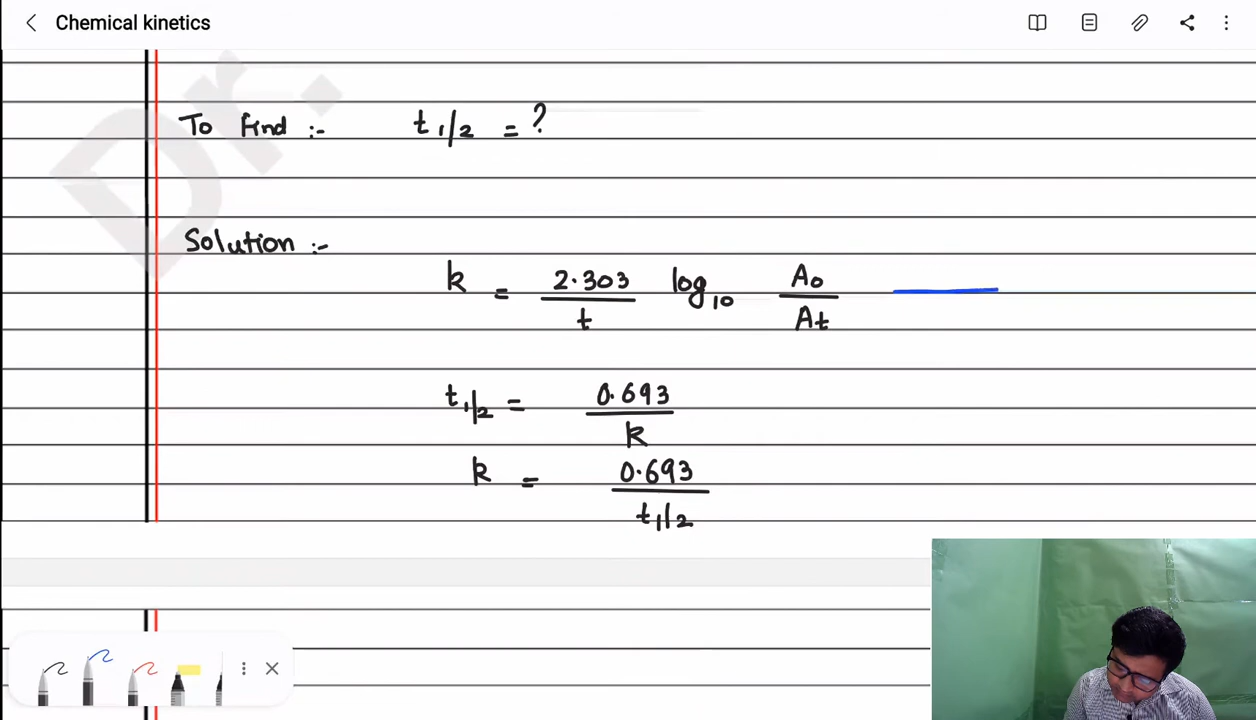 Chemical kinetics
Dr.
To find :- t1/2 = ?
Solution :-
k = 2.303/t log10 A0/At
t1/2 = 0.693/k
k = 0.693/t1/2